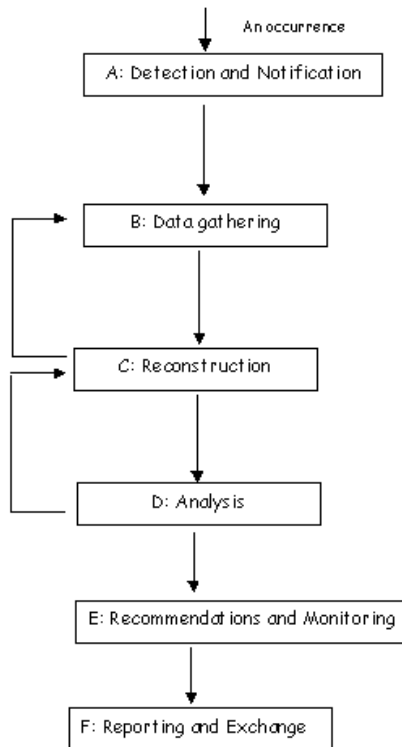 An occurrence
A: Detection and Notification
B: Data gathering
C: Reconstruction
D: Analysis
E: Recommendations and Monitoring
F: Reporting and Exchange